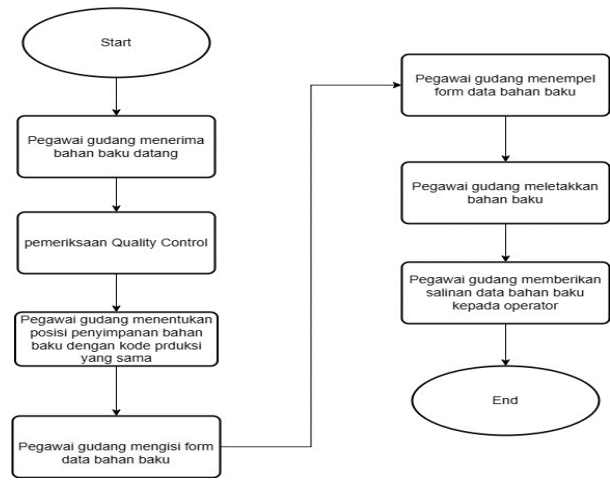 Start
Pegawai gudang menerima
bahan baku datang
pemeriksaan Quality Control
Pegawai gudang menentukan
posisi penyimpanan bahan
baku dengan kode prduksi
yang sama
Pegawai gudang mengisi form
data bahan baku
Pegawai gudang menempel
form data bahan baku
Pegawai gudang meletakkan
bahan baku
Pegawai gudang memberikan
salinan data bahan baku
kepada operator
End